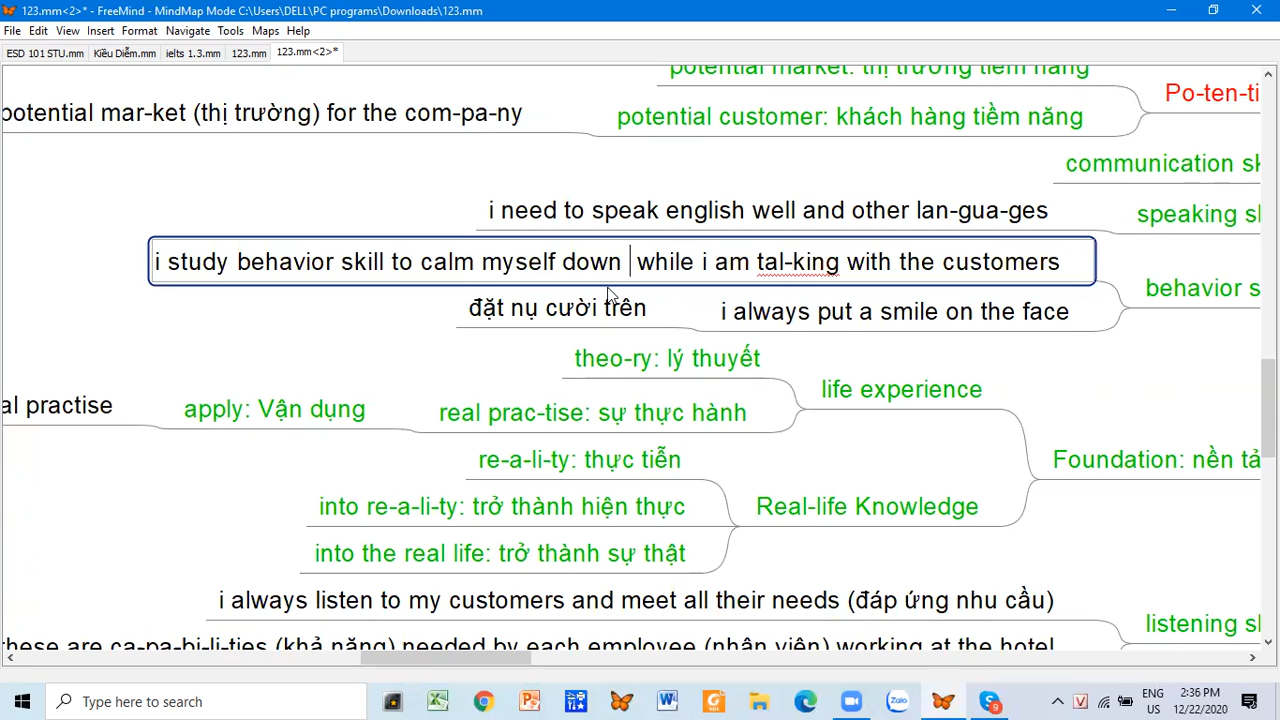 123.mm<2>* - FreeMind - MindMap Mode C:\Users\DELL\PC programs\Downloads\123.mm
File Edit View Insert Format Navigate Tools Maps Help
ESD 101 STU.mm Kiều Diễm.mm ielts 1.3.mm 123.mm 123.mm<2>*
potential market: thị trường tiềm năng
Po-ten-ti
potential mar-ket (thị trường) for the com-pa-ny
potential customer: khách hàng tiềm năng
communication sk
i need to speak english well and other lan-gua-ges
speaking sl
i study behavior skill to calm myself down while i am tal-king with the customers
behavior s
đặt nụ cười trên
i always put a smile on the face
theo-ry: lý thuyết
life experience
al practise
apply: Vận dụng
real prac-tise: sự thực hành
re-a-li-ty: thực tiễn
Foundation: nền tả
into re-a-li-ty: trở thành hiện thực
Real-life Knowledge
into the real life: trở thành sự thật
i always listen to my customers and meet all their needs (đáp ứng nhu cầu)
listening sl
these are ca-pa-bi-li-ties (khả năng) needed by each employee (nhân viên) working at the hotel
Type here to search
Zalo
9
ENG
US
2:36 PM
12/22/2020